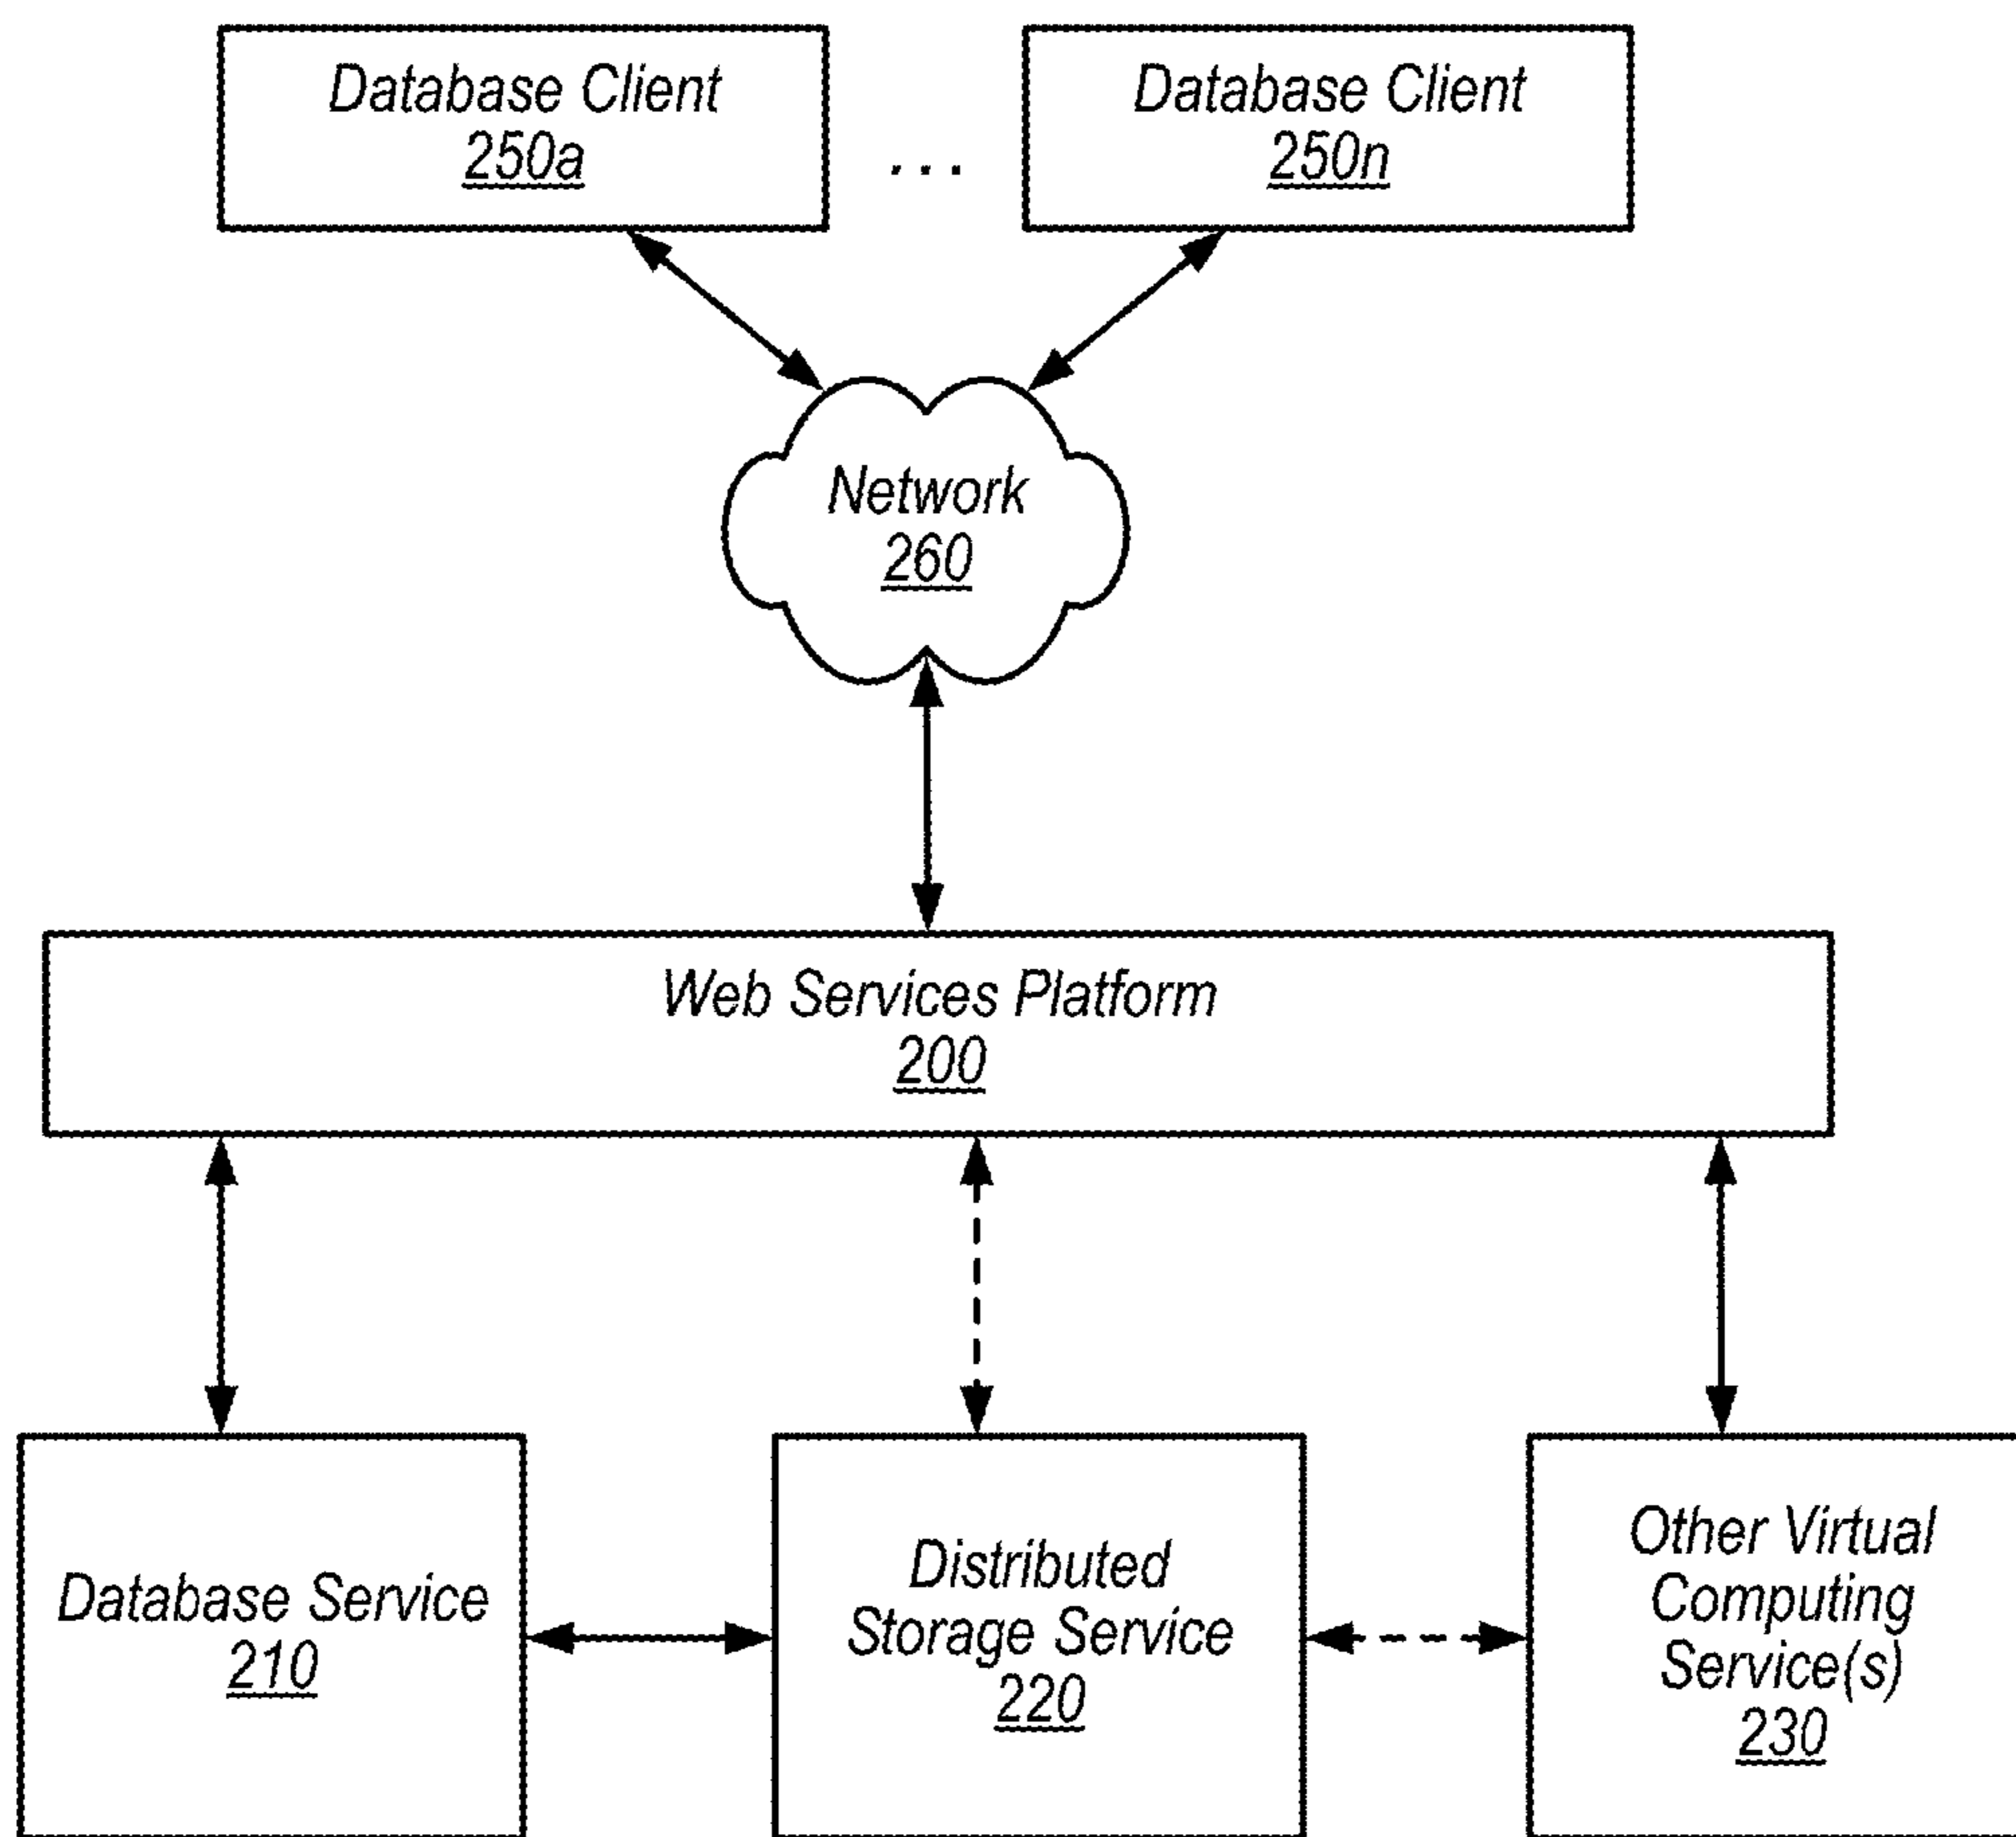 Database Client
250a
. . .
Database Client
250n
Network
260
Web Services Platform
200
Database Service
210
Distributed
Storage Service
220
Other Virtual
Computing
Service(s)
230